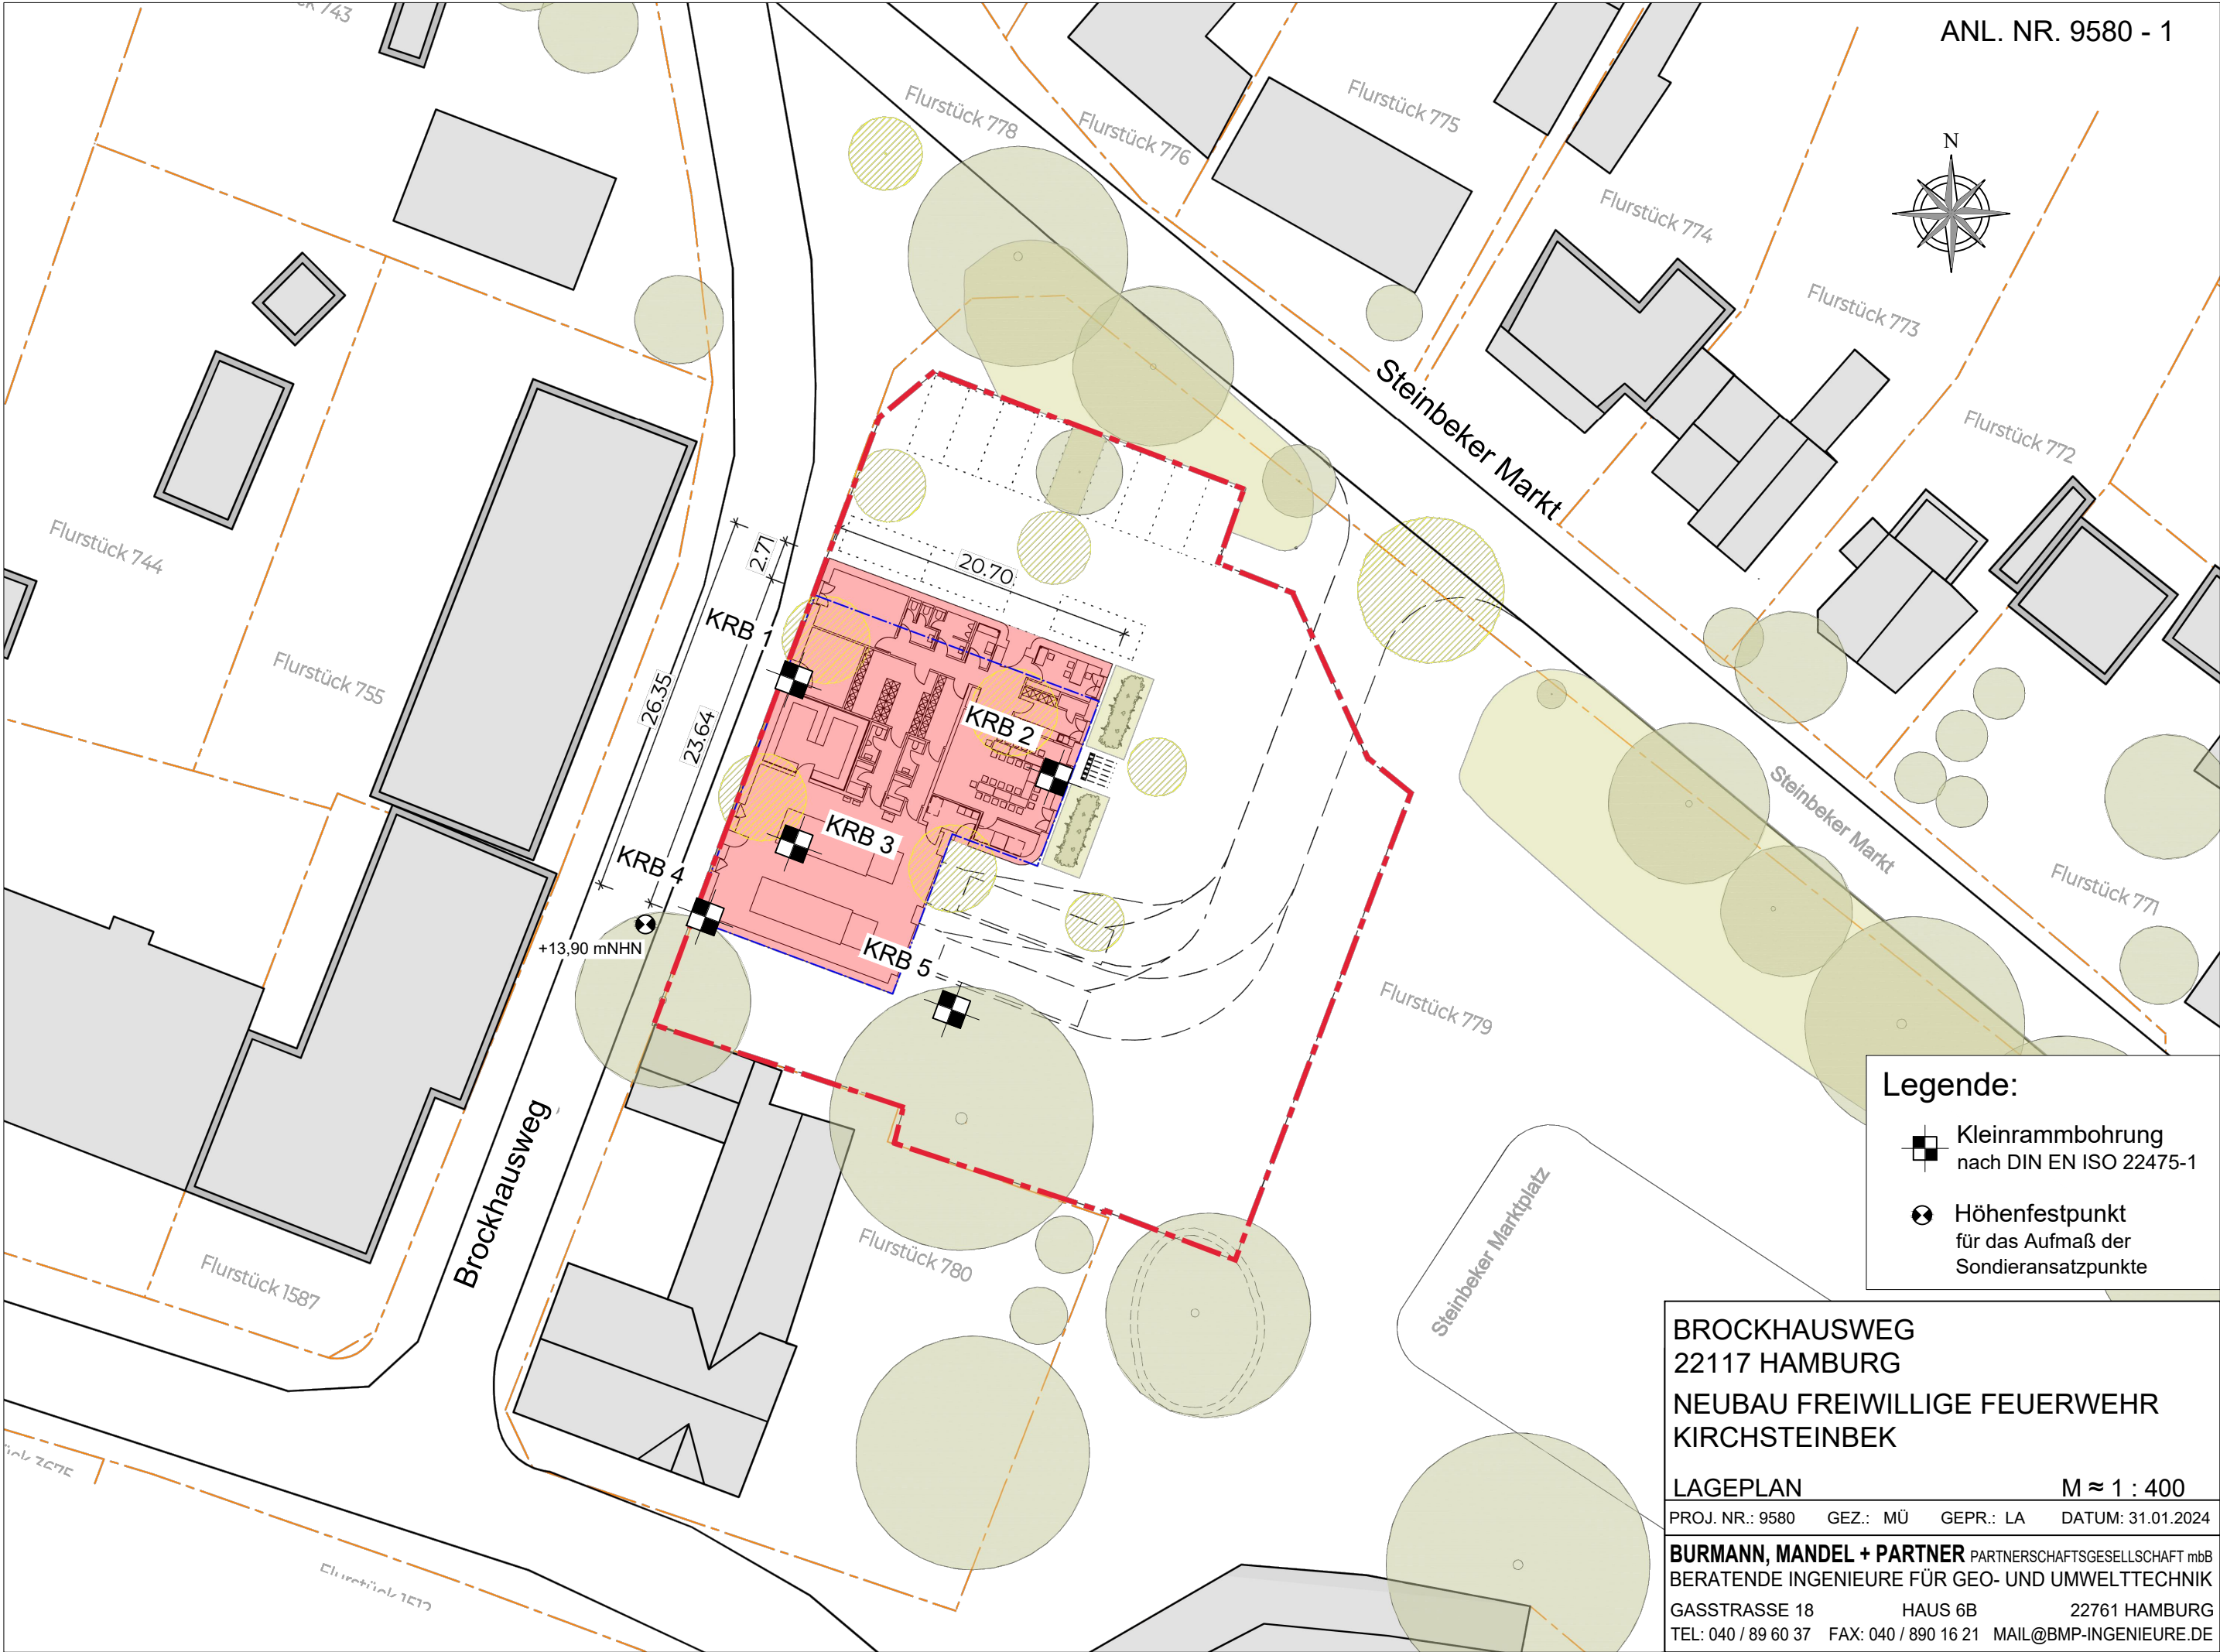 ANL. NR. 9580 - 1
N
Flurstück 778
Flurstück 776
Flurstück 775
Flurstück 774
Flurstück 773
Flurstück 772
Steinbeker Markt
Flurstück 744
Flurstück 755
2.71
20.70
KRB 1
26.35
23.64
KRB 2
KRB 3
KRB 4
+13,90 mNHN
KRB 5
Steinbeker Markt
Flurstück 771
Flurstück 779
Brockhausweg
Flurstück 780
Flurstück 1587
Steinbeker Marktplatz
Legende:
Kleinrammbohrung
nach DIN EN ISO 22475-1
Höhenfestpunkt
für das Aufmaß der
Sondieransatzpunkte
BROCKHAUSWEG
22117 HAMBURG
NEUBAU FREIWILLIGE FEUERWEHR
KIRCHSTEINBEK
LAGEPLAN M ≈ 1 : 400
PROJ. NR.: 9580 GEZ.: MÜ GEPR.: LA DATUM: 31.01.2024
BURMANN, MANDEL + PARTNER PARTNERSCHAFTSGESELLSCHAFT mbB
BERATENDE INGENIEURE FÜR GEO- UND UMWELTTECHNIK
GASSTRASSE 18 HAUS 6B 22761 HAMBURG
TEL: 040 / 89 60 37 FAX: 040 / 890 16 21 MAIL@BMP-INGENIEURE.DE